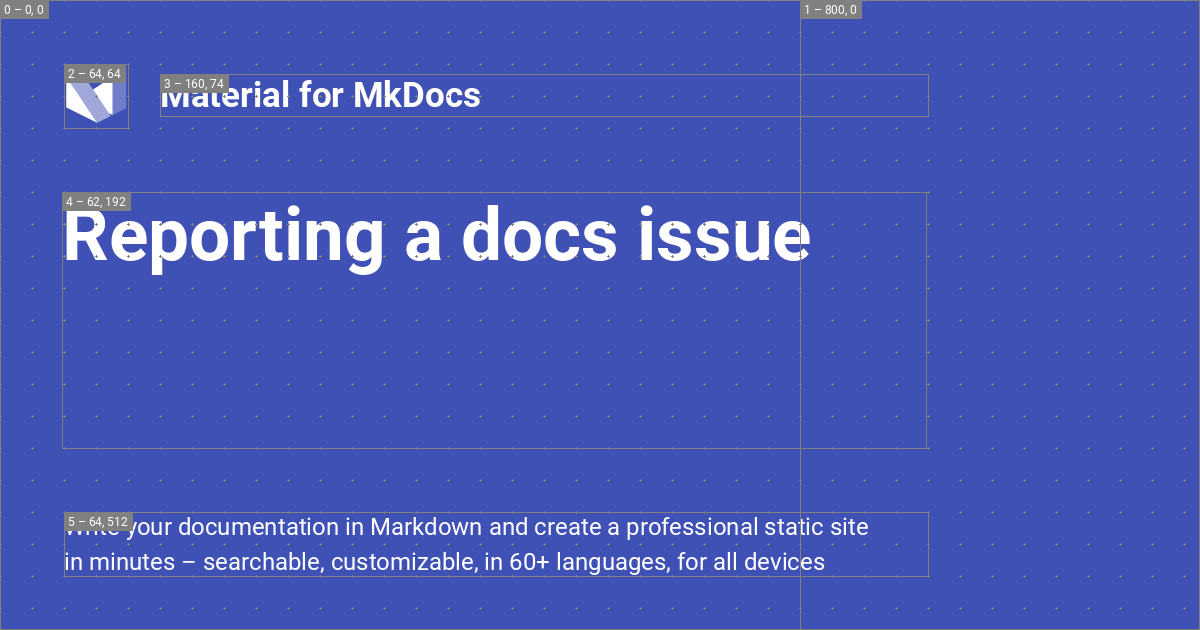 0 – 0, 0
1 – 800, 0
2 – 64, 64
3 – 160, 74
Material for MkDocs
4 – 62, 192
Reporting a docs issue
5 – 64, 512
Write your documentation in Markdown and create a professional static site
in minutes – searchable, customizable, in 60+ languages, for all devices